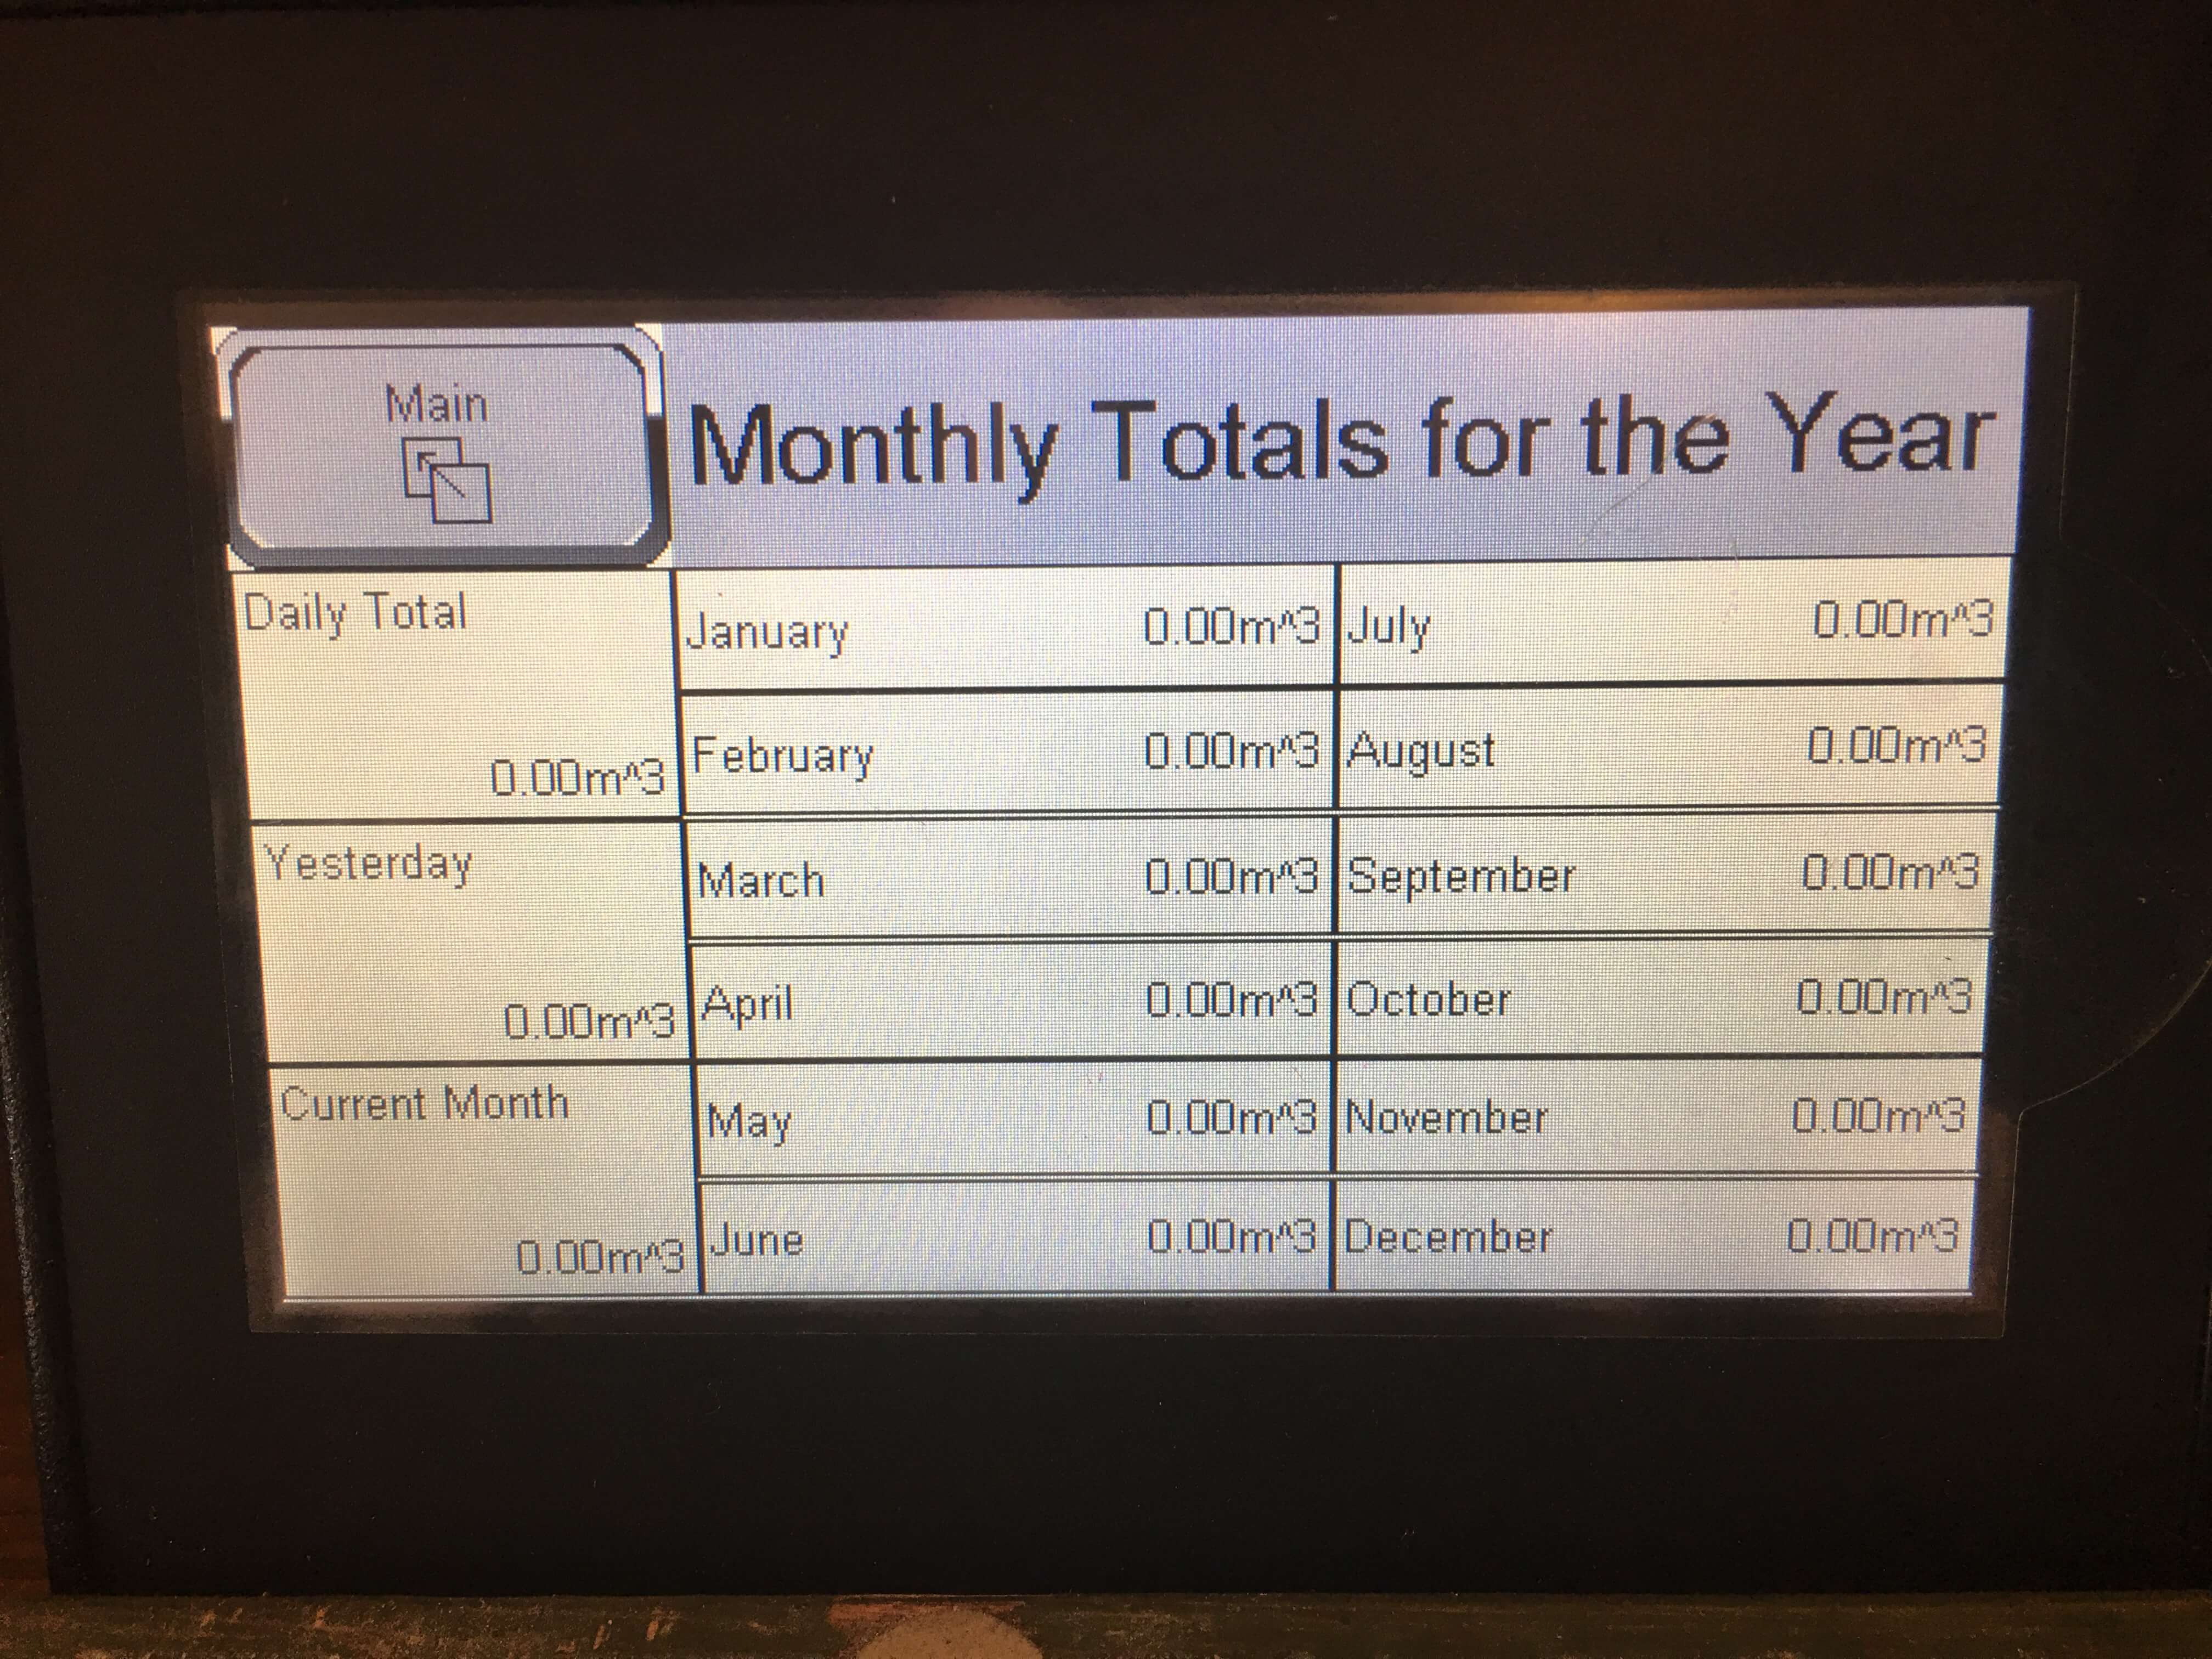 Main
Monthly Totals for the Year
Daily Total
0.00m^3
Yesterday
0.00m^3
Current Month
0.00m^3
January 0.00m^3
February 0.00m^3
March 0.00m^3
April 0.00m^3
May 0.00m^3
June 0.00m^3
July 0.00m^3
August 0.00m^3
September 0.00m^3
October 0.00m^3
November 0.00m^3
December 0.00m^3